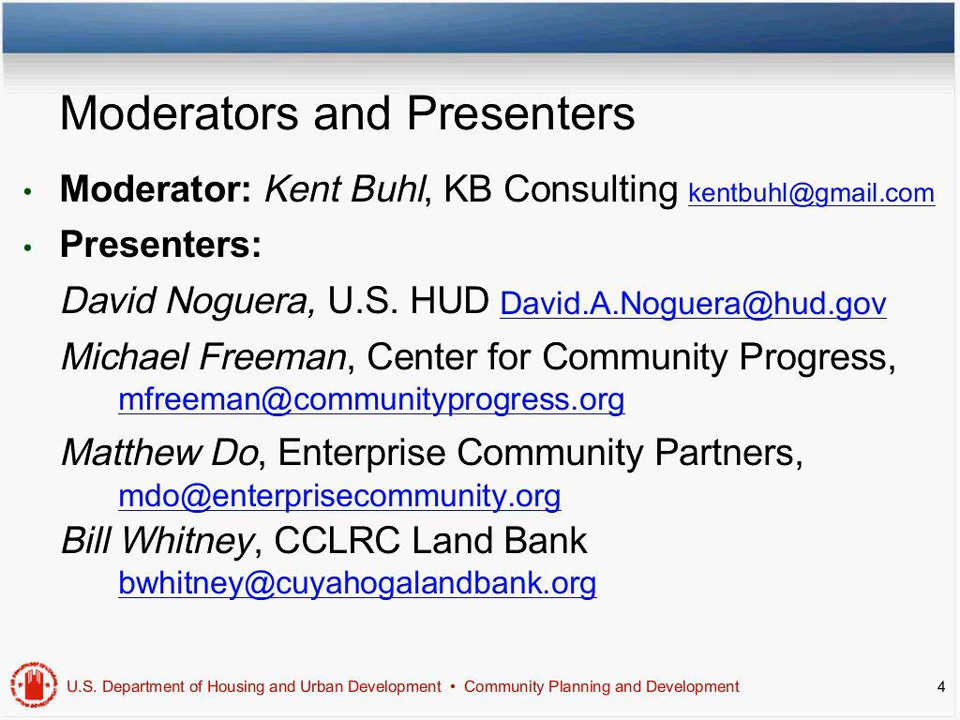 Moderators and Presenters
• Moderator: Kent Buhl, KB Consulting kentbuhl@gmail.com
• Presenters:
David Noguera, U.S. HUD David.A.Noguera@hud.gov
Michael Freeman, Center for Community Progress,
mfreeman@communityprogress.org
Matthew Do, Enterprise Community Partners,
mdo@enterprisecommunity.org
Bill Whitney, CCLRC Land Bank
bwhitney@cuyahogalandbank.org
U.S. Department of Housing and Urban Development • Community Planning and Development 4